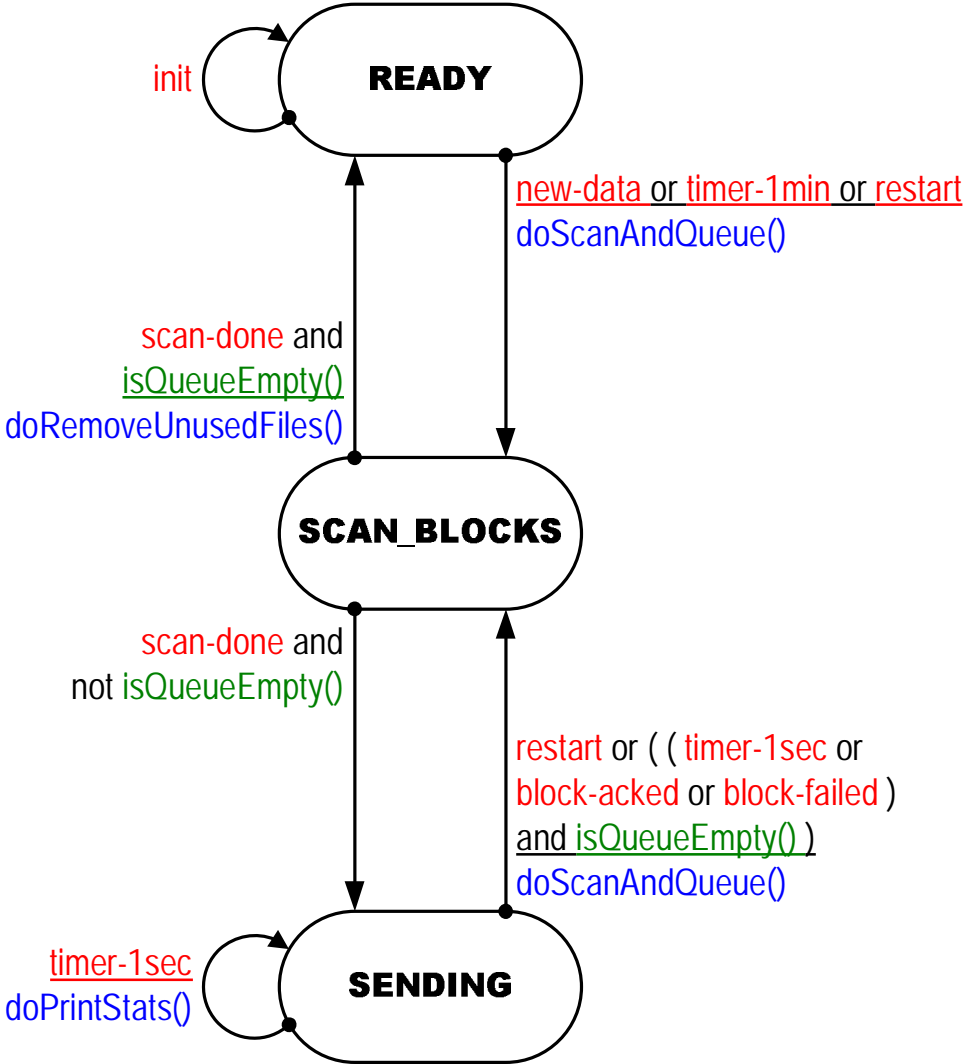 READY
init
new-data or timer-1min or restart
doScanAndQueue()
scan-done and
isQueueEmpty()
doRemoveUnusedFiles()
SCAN_BLOCKS
scan-done and
not isQueueEmpty()
restart or ( ( timer-1sec or
block-acked or block-failed )
and isQueueEmpty() )
doScanAndQueue()
timer-1sec
doPrintStats()
SENDING